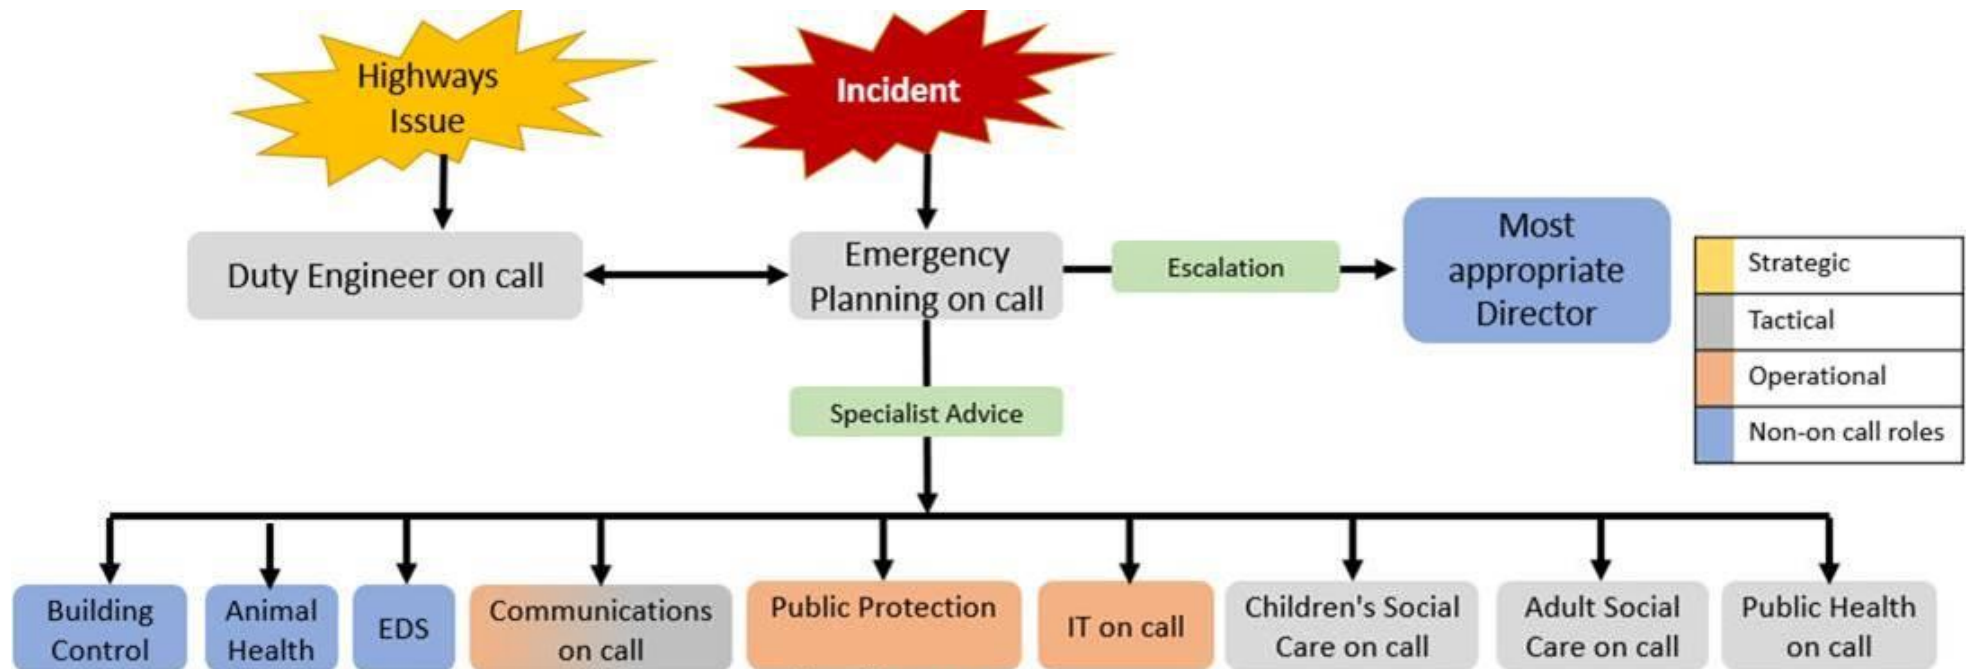 Highways
Issue
Incident
Duty Engineer on call
Emergency
Planning on call
Escalation
Most
appropriate
Director
Strategic
Tactical
Operational
Non-on call roles
Specialist Advice
Building
Control
Animal
Health
EDS
Communications
on call
Public Protection
IT on call
Children's Social
Care on call
Adult Social
Care on call
Public Health
on call